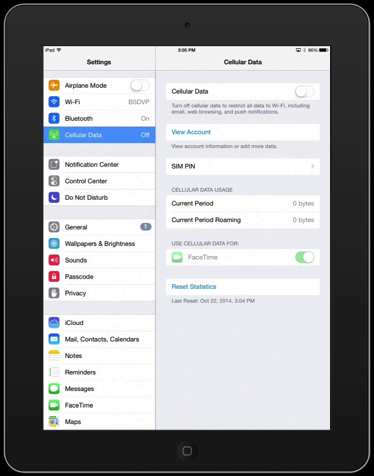 iPad 3:05 PM 86%
Settings
Cellular Data
Airplane Mode
Wi-Fi BSDVP
Bluetooth On
Cellular Data Off
Notification Center
Control Center
Do Not Disturb
General 1
Wallpapers & Brightness
Sounds
Passcode
Privacy
iCloud
Mail, Contacts, Calendars
Notes
Reminders
Messages
FaceTime
Maps
Cellular Data
Turn off cellular data to restrict all data to Wi-Fi, including
email, web browsing, and push notifications.
View Account
View account information or add more data.
SIM PIN
CELLULAR DATA USAGE
Current Period 0 bytes
Current Period Roaming 0 bytes
USE CELLULAR DATA FOR:
FaceTime
Reset Statistics
Last Reset: Oct 22, 2014, 3:04 PM